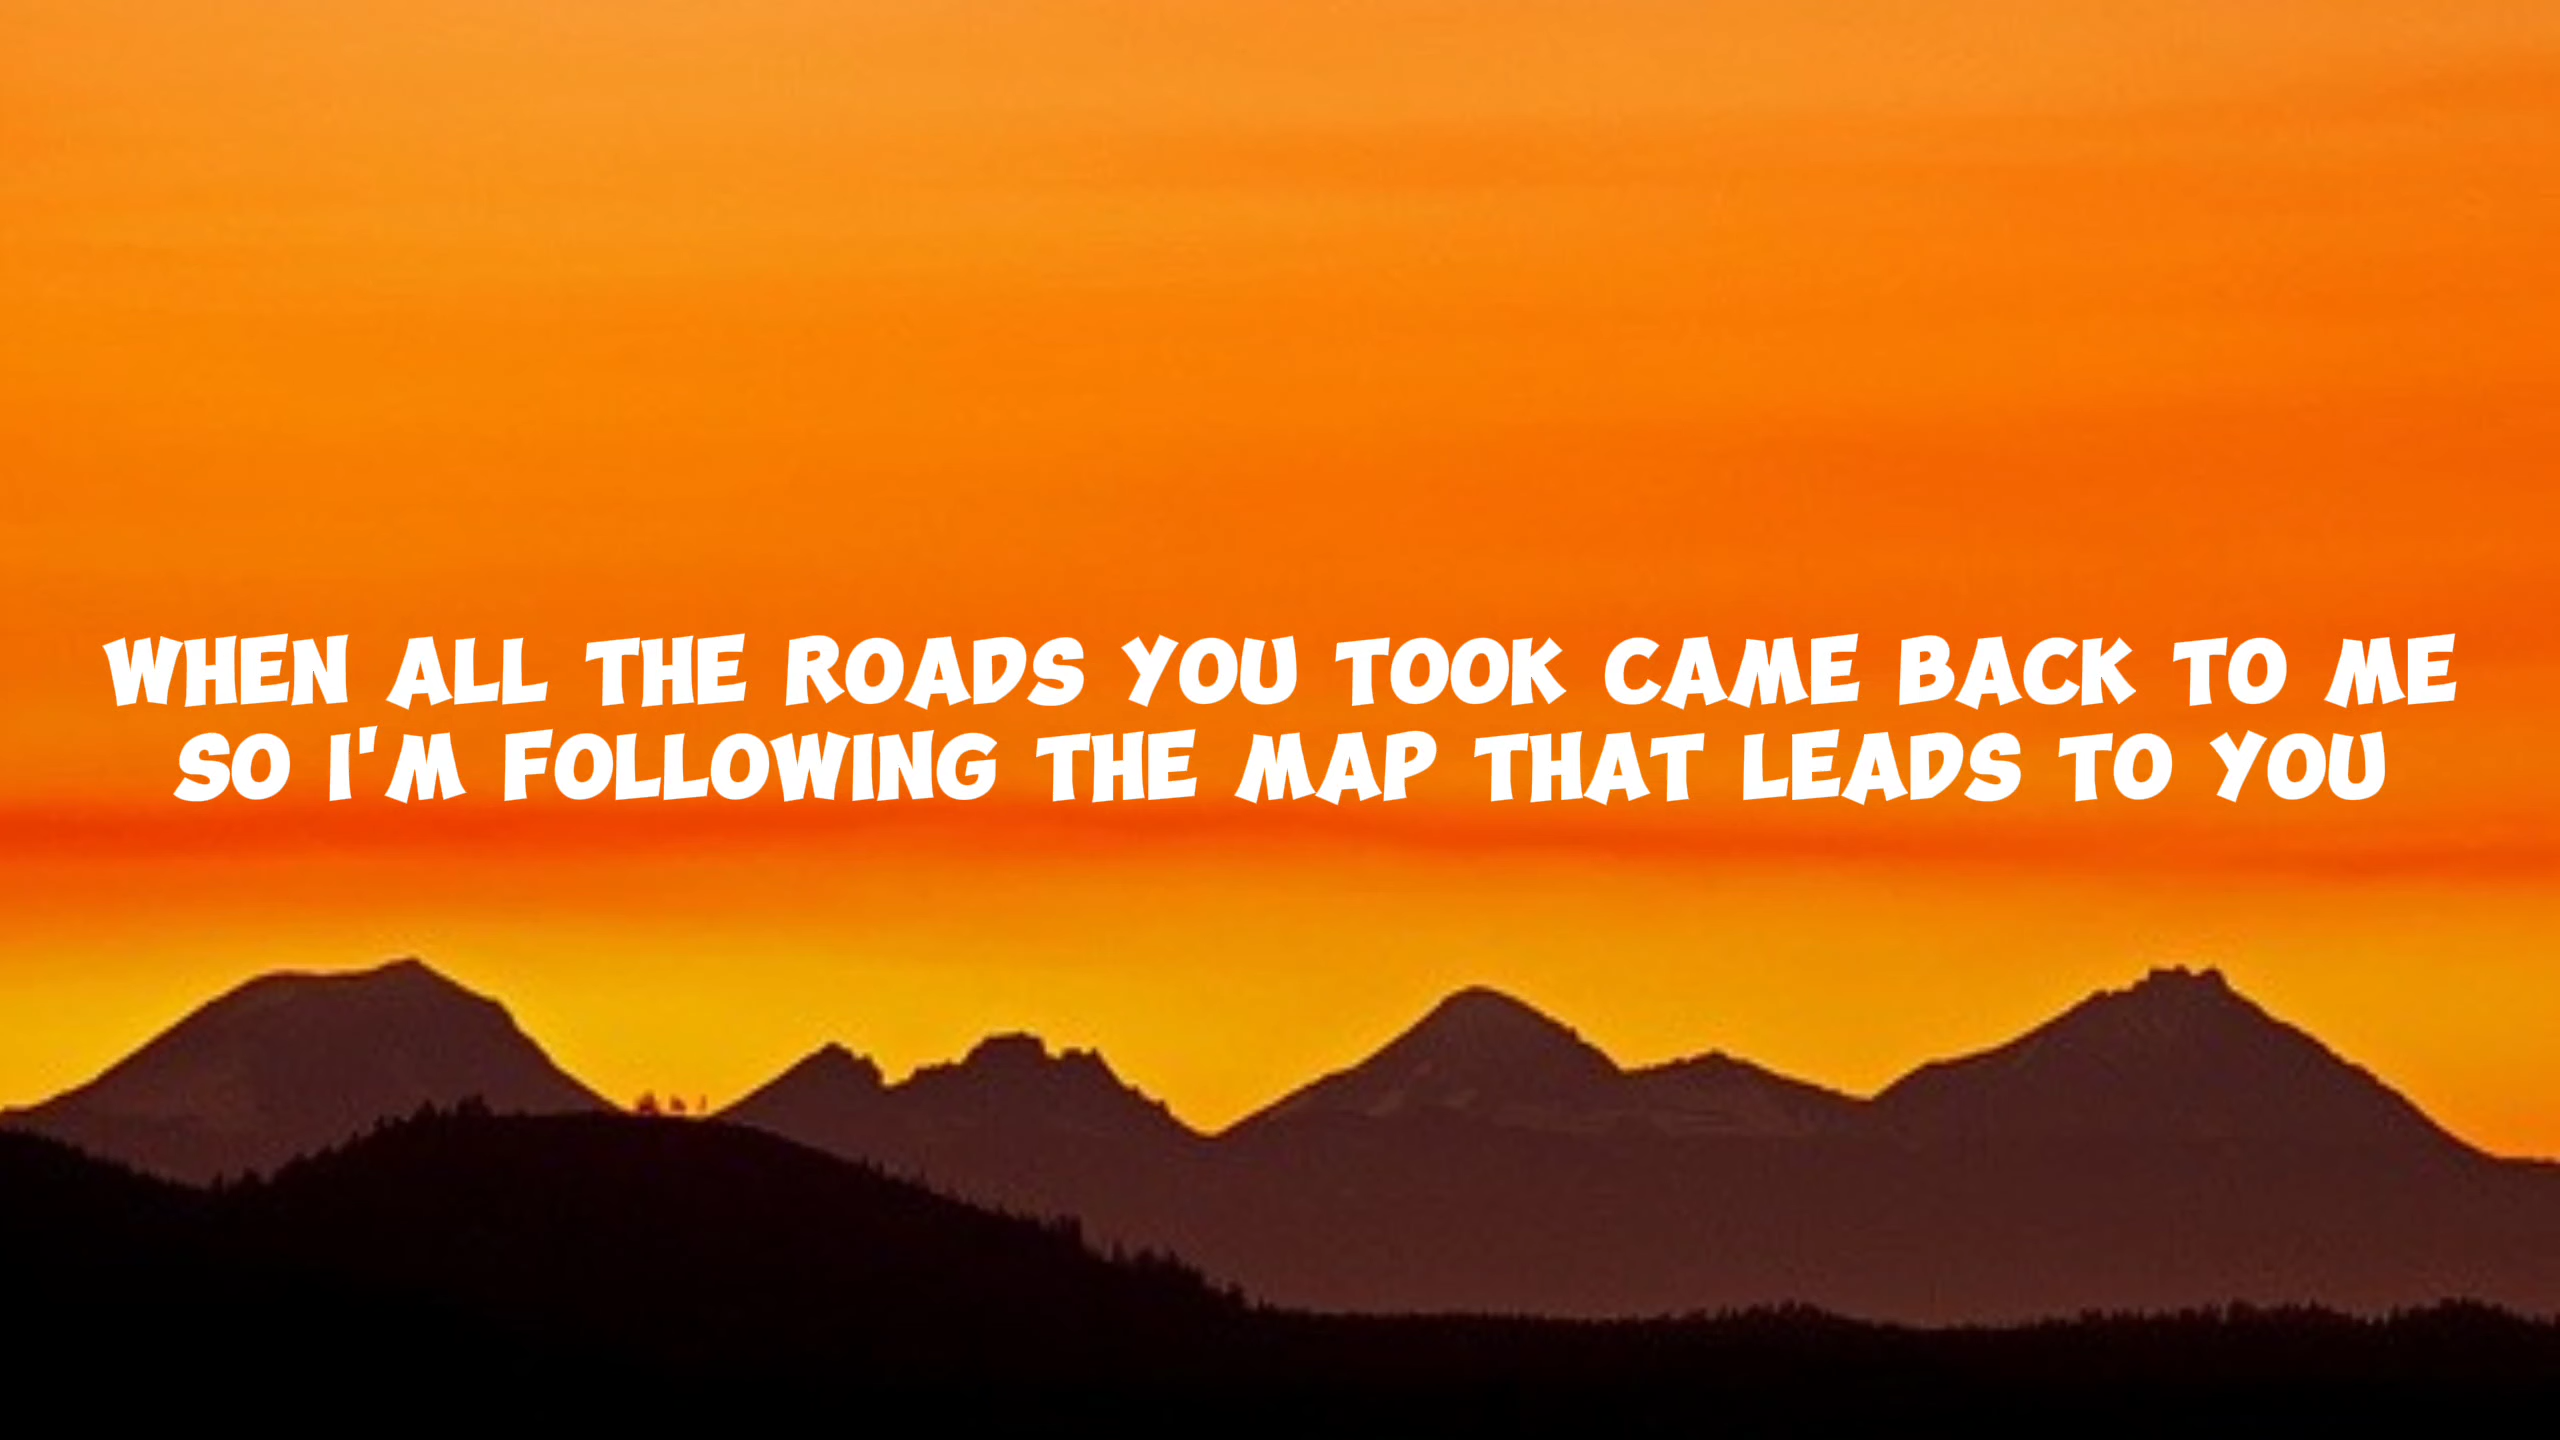 WHEN ALL THE ROADS YOU TOOK CAME BACK TO ME
SO I'M FOLLOWING THE MAP THAT LEADS TO YOU